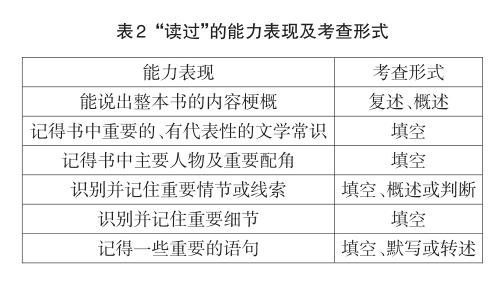 表2 “读过”的能力表现及考查形式
能力表现 考查形式
能说出整本书的内容梗概 复述、概述
记得书中重要的、有代表性的文学常识 填空
记得书中主要人物及重要配角 填空
识别并记住重要情节或线索 填空、概述或判断
识别并记住重要细节 填空
记得一些重要的语句 填空、默写或转述